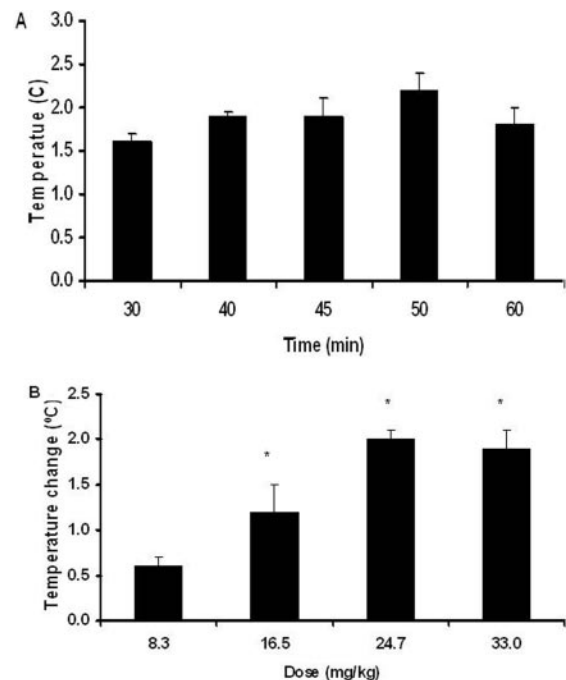 A
Temperatue (C)
3.0
2.5
2.0
1.5
1.0
0.5
0.0
30 40 45 50 60
Time (min)
B
Temperature change (ºC)
2.5
2.0
1.5
1.0
0.5
0.0
* * *
8.3 16.5 24.7 33.0
Dose (mg/kg)